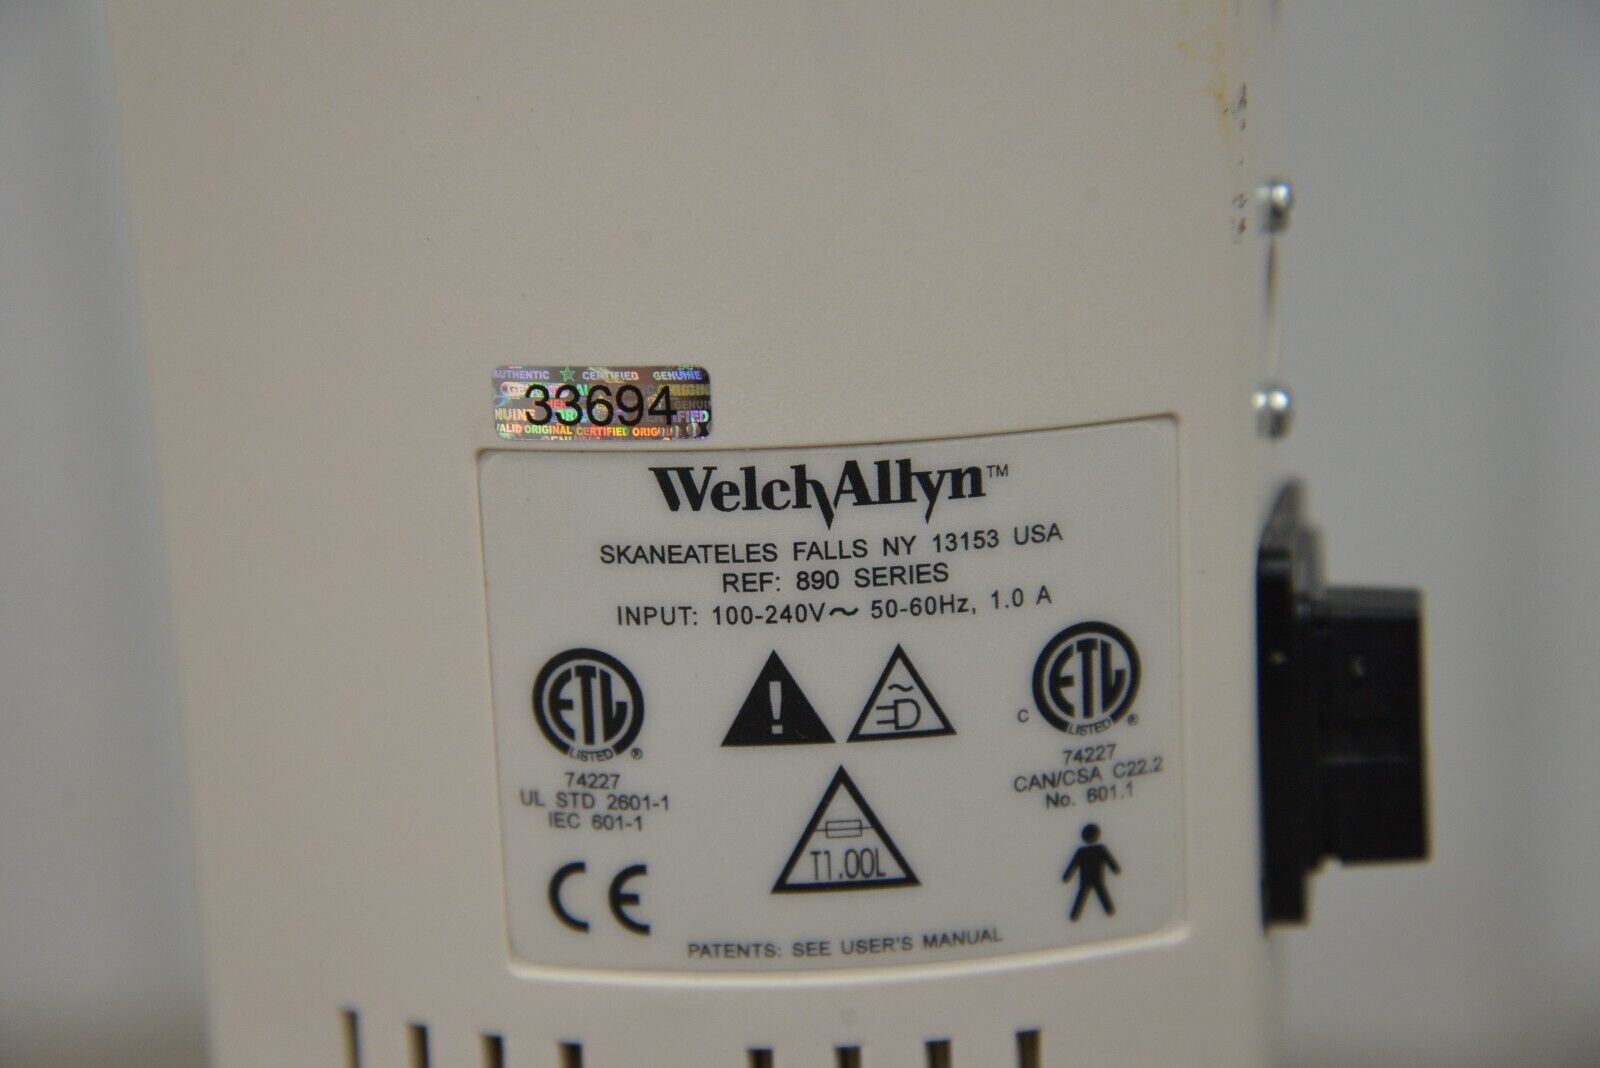 AUTHENTIC CERTIFIED GENUINE
33694
VALID ORIGINAL CERTIFIED ORIGI
WelchAllyn™
SKANEATELES FALLS NY 13153 USA
REF: 890 SERIES
INPUT: 100-240V～ 50-60Hz, 1.0 A
ETL
LISTED ®
74227
UL STD 2601-1
IEC 601-1
C ETL
LISTED ®
74227
CAN/CSA C22.2
No. 601.1
T1.00L
CE
PATENTS: SEE USER'S MANUAL